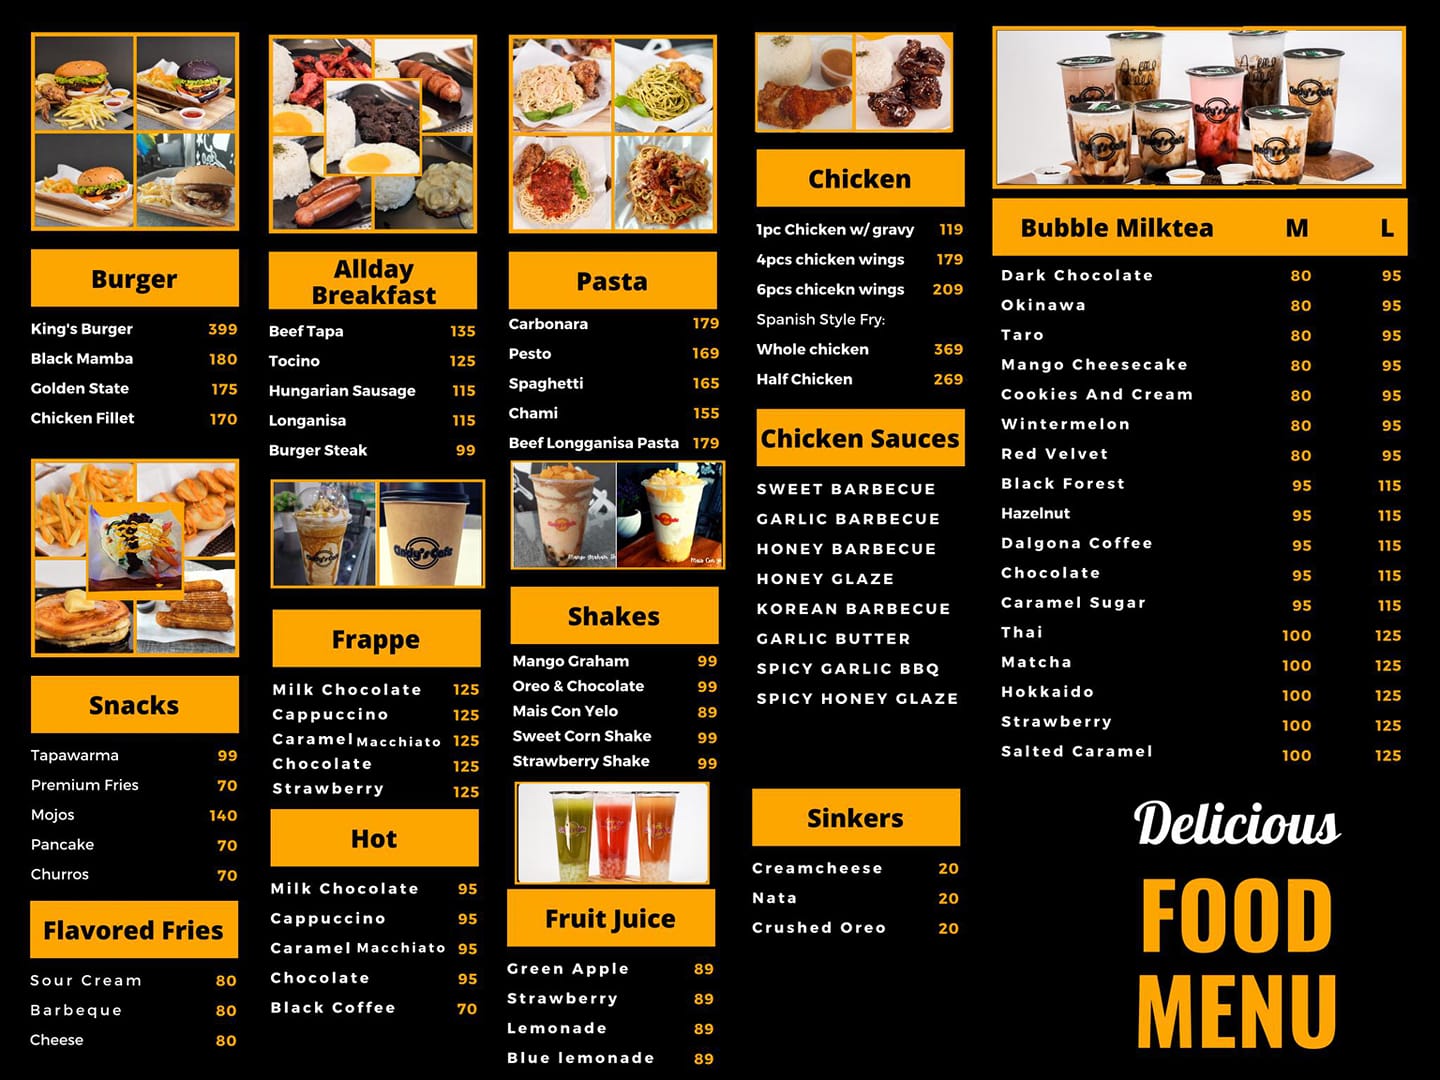 Burger
King's Burger 399
Black Mamba 180
Golden State 175
Chicken Fillet 170
Snacks
Tapawarma 99
Premium Fries 70
Mojos 140
Pancake 70
Churros 70
Flavored Fries
Sour Cream 80
Barbeque 80
Cheese 80
Allday
Breakfast
Beef Tapa 135
Tocino 125
Hungarian Sausage 115
Longanisa 115
Burger Steak 99
Cindy's Cafe
Frappe
Milk Chocolate 125
Cappuccino 125
Caramel Macchiato 125
Chocolate 125
Strawberry 125
Hot
Milk Chocolate 95
Cappuccino 95
Caramel Macchiato 95
Chocolate 95
Black Coffee 70
Pasta
Carbonara 179
Pesto 169
Spaghetti 165
Chami 155
Beef Longganisa Pasta 179
Mango Graham
Mais Con
Shakes
Mango Graham 99
Oreo & Chocolate 99
Mais Con Yelo 89
Sweet Corn Shake 99
Strawberry Shake 99
Fruit Juice
Green Apple 89
Strawberry 89
Lemonade 89
Blue lemonade 89
Chicken
1pc Chicken w/ gravy 119
4pcs chicken wings 179
6pcs chicekn wings 209
Spanish Style Fry:
Whole chicken 369
Half Chicken 269
Chicken Sauces
SWEET BARBECUE
GARLIC BARBECUE
HONEY BARBECUE
HONEY GLAZE
KOREAN BARBECUE
GARLIC BUTTER
SPICY GARLIC BBQ
SPICY HONEY GLAZE
Sinkers
Creamcheese 20
Nata 20
Crushed Oreo 20
Bubble Milktea M L
Dark Chocolate 80 95
Okinawa 80 95
Taro 80 95
Mango Cheesecake 80 95
Cookies And Cream 80 95
Wintermelon 80 95
Red Velvet 80 95
Black Forest 95 115
Hazelnut 95 115
Dalgona Coffee 95 115
Chocolate 95 115
Caramel Sugar 95 115
Thai 100 125
Matcha 100 125
Hokkaido 100 125
Strawberry 100 125
Salted Caramel 100 125
Delicious
FOOD
MENU